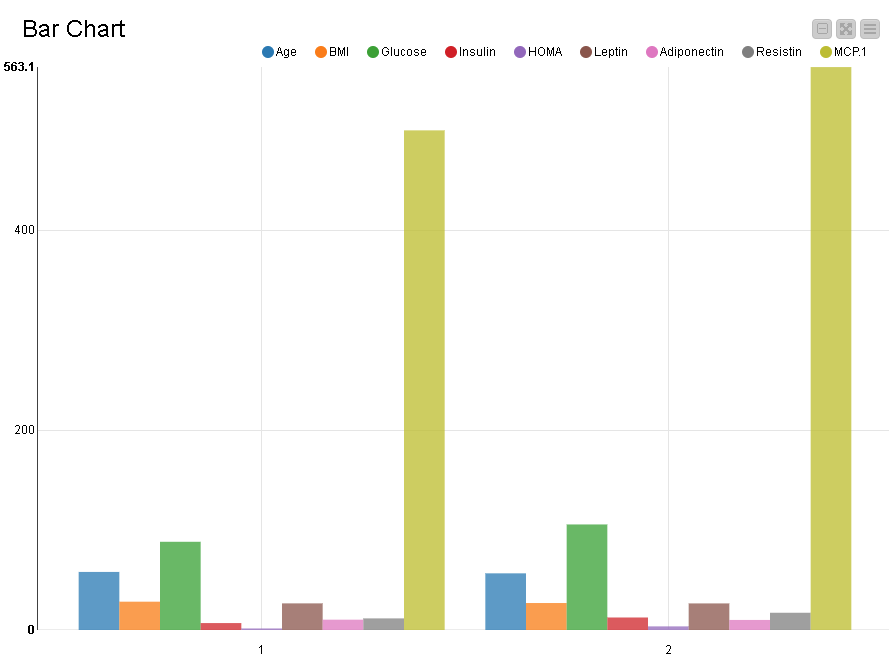 Bar Chart
Age BMI Glucose Insulin HOMA Leptin Adiponectin Resistin MCP.1
563.1
400
200
0
1 2